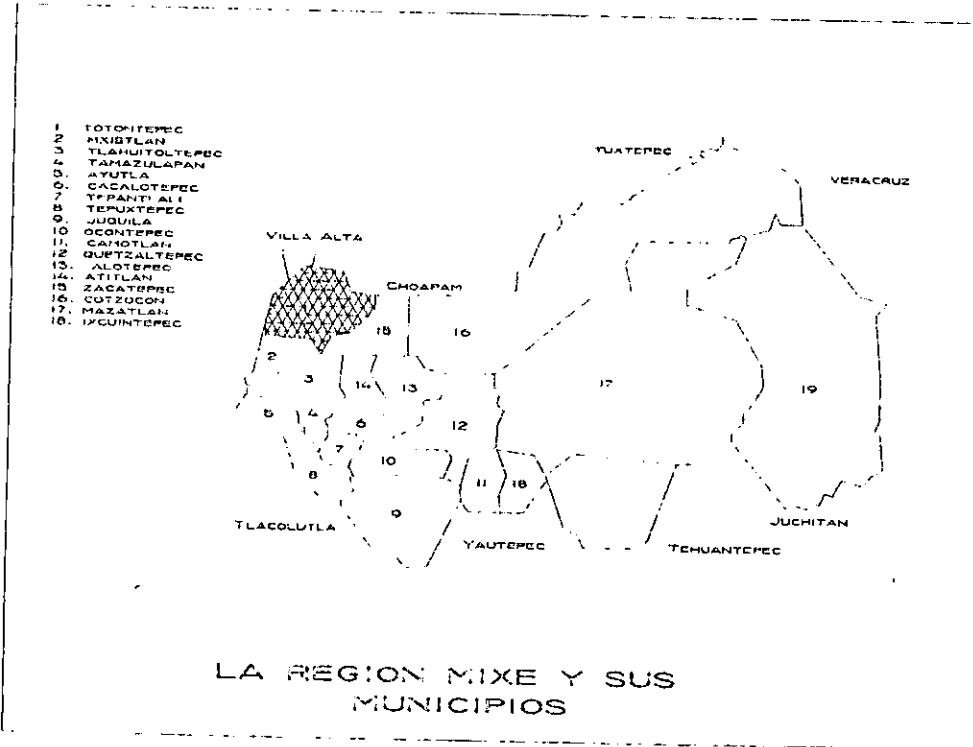 1 TOTONTEPEC
2 MIXISTLAN
3 TLAHUITOLTEPEC
4 TAMAZULAPAN
5. AYUTLA
6. CACALOTEPEC
7 TEPANTLALI
8 TEPUXTEPEC
9. JUQUILA
10 OCONTEPEC
11. CAMOTLAN
12 QUETZALTEPEC
13. ALOTEPEC
14. ATITLAN
15 ZACATEPEC
16. COTZOCON
17. MAZATLAN
18. IXCUINTEPEC
TUXTEPEC
VERACRUZ
VILLA ALTA
CHOAPAM
15
16
2
3
14
13
17
19
5
4
6
12
7
10
8
11
18
9
TLACOLUTLA
YAUTEPEC
TEHUANTEPEC
JUCHITAN
LA REGION MIXE Y SUS
MUNICIPIOS